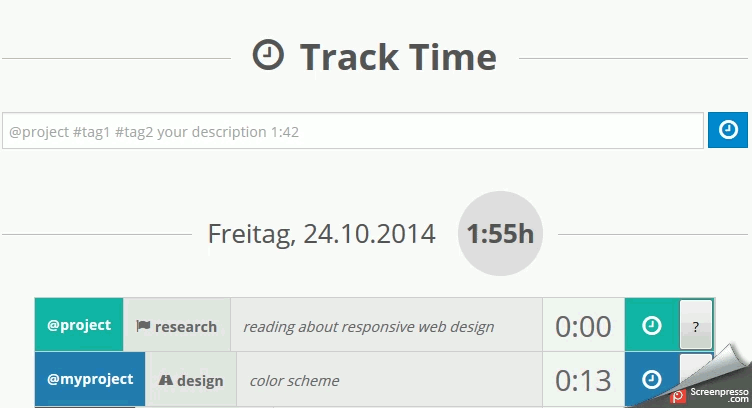 Track Time
@project #tag1 #tag2 your description 1:42
Freitag, 24.10.2014 1:55h
@project research reading about responsive web design 0:00 ?
@myproject design color scheme 0:13
Screenpresso
.com